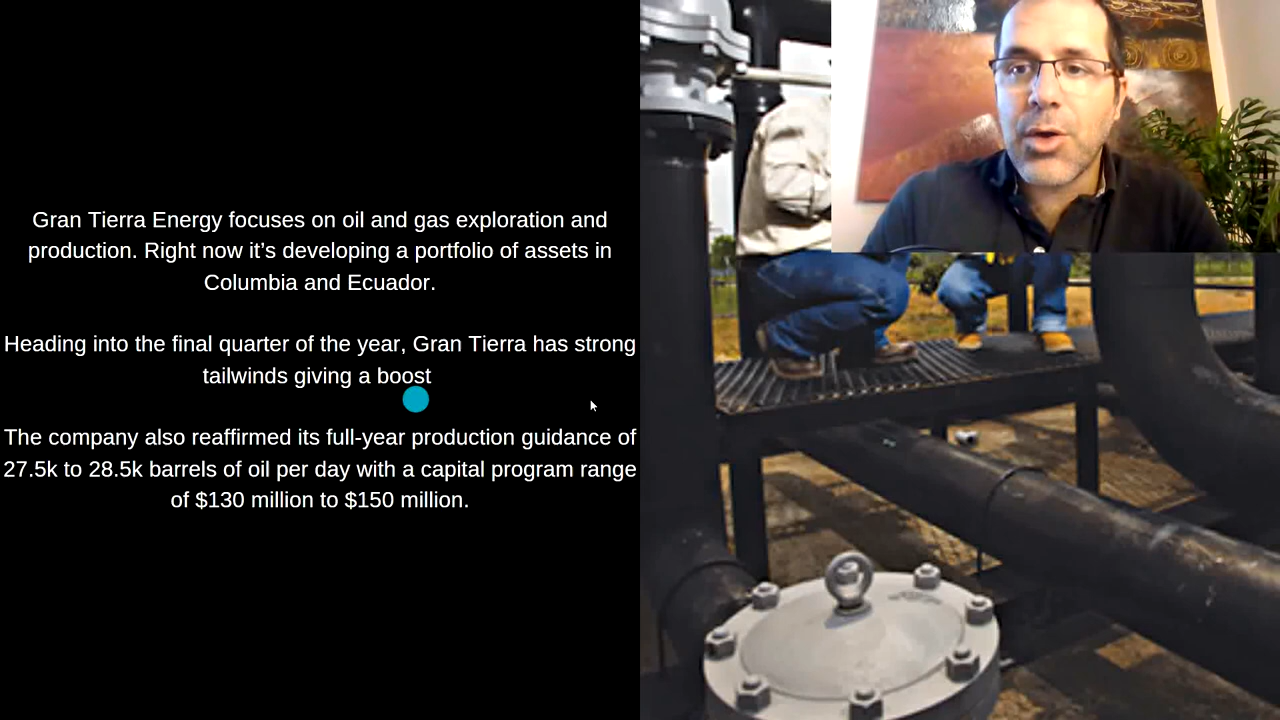 Gran Tierra Energy focuses on oil and gas exploration and
production. Right now it’s developing a portfolio of assets in
Columbia and Ecuador.
Heading into the final quarter of the year, Gran Tierra has strong
tailwinds giving a boost
The company also reaffirmed its full-year production guidance of
27.5k to 28.5k barrels of oil per day with a capital program range
of $130 million to $150 million.